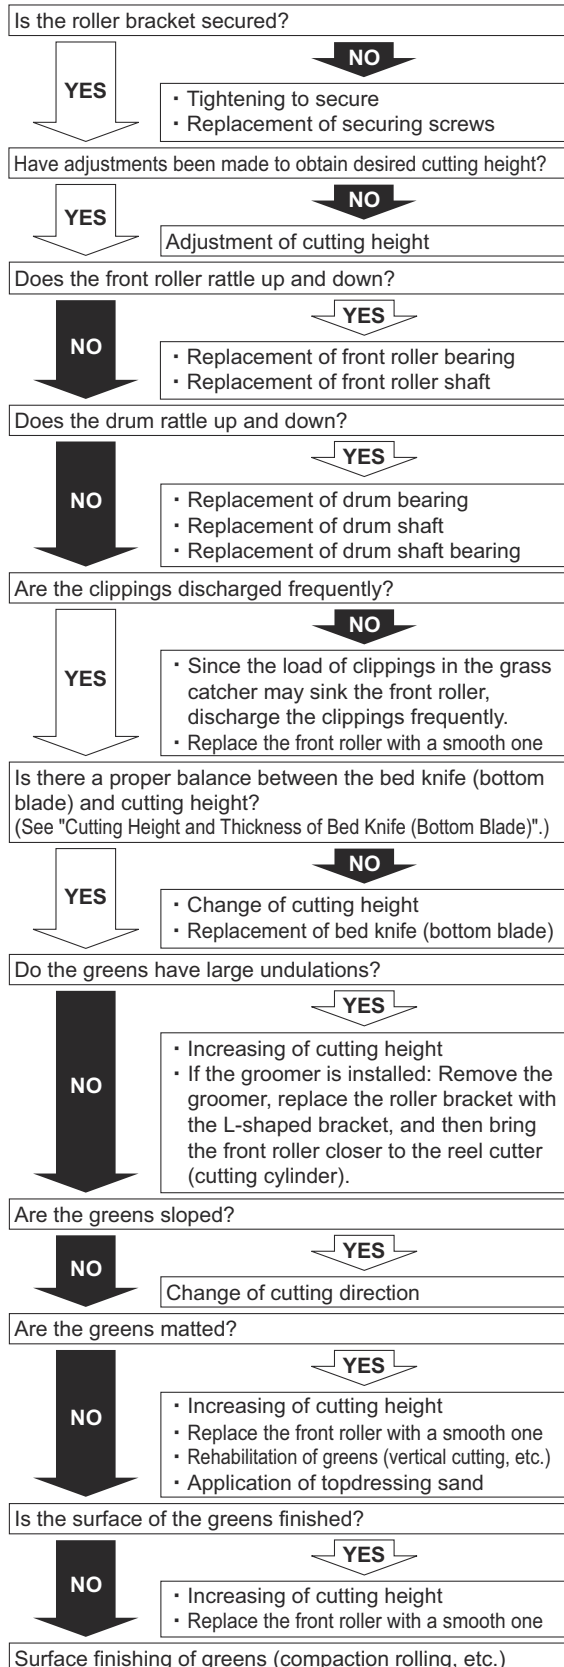 Is the roller bracket secured?
YES
NO
・Tightening to secure
・Replacement of securing screws
Have adjustments been made to obtain desired cutting height?
YES
NO
Adjustment of cutting height
Does the front roller rattle up and down?
NO
YES
・Replacement of front roller bearing
・Replacement of front roller shaft
Does the drum rattle up and down?
NO
YES
・Replacement of drum bearing
・Replacement of drum shaft
・Replacement of drum shaft bearing
Are the clippings discharged frequently?
YES
NO
・Since the load of clippings in the grass
catcher may sink the front roller,
discharge the clippings frequently.
・Replace the front roller with a smooth one
Is there a proper balance between the bed knife (bottom
blade) and cutting height?
(See "Cutting Height and Thickness of Bed Knife (Bottom Blade)".)
YES
NO
・Change of cutting height
・Replacement of bed knife (bottom blade)
Do the greens have large undulations?
NO
YES
・Increasing of cutting height
・If the groomer is installed: Remove the
groomer, replace the roller bracket with
the L-shaped bracket, and then bring
the front roller closer to the reel cutter
(cutting cylinder).
Are the greens sloped?
NO
YES
Change of cutting direction
Are the greens matted?
NO
YES
・Increasing of cutting height
・Replace the front roller with a smooth one
・Rehabilitation of greens (vertical cutting, etc.)
・Application of topdressing sand
Is the surface of the greens finished?
NO
YES
・Increasing of cutting height
・Replace the front roller with a smooth one
Surface finishing of greens (compaction rolling, etc.)